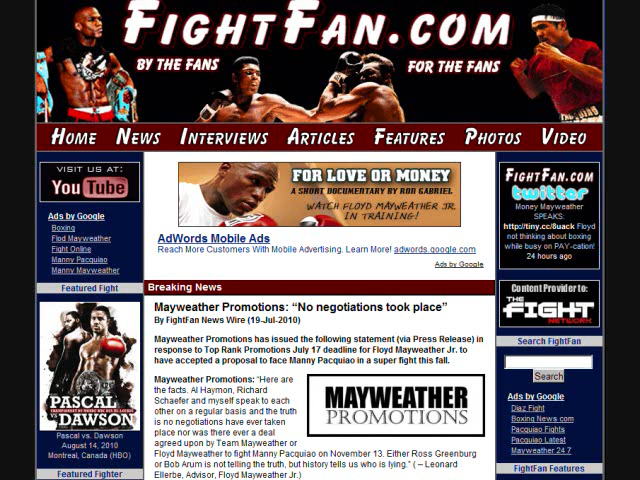 FIGHTFAN.COM
BY THE FANS
FOR THE FANS
HOME NEWS INTERVIEWS ARTICLES FEATURES PHOTOS VIDEO
VISIT US AT:
YouTube
Ads by Google
Boxing
Flod Mayweather
Fight Online
Manny Pacquiao
Manny Mayweather
Featured Fight
PASCAL
VS
DAWSON
Pascal vs. Dawson
August 14, 2010
Montreal, Canada (HBO)
Featured Fighter
FOR LOVE OR MONEY
A SHORT DOCUMENTARY BY RON GABRIEL
WATCH FLOYD MAYWEATHER JR.
IN TRAINING!
AdWords Mobile Ads
Reach More Customers With Mobile Advertising. Learn More! adwords.google.com
Ads by Google
Breaking News
Mayweather Promotions: “No negotiations took place”
By FightFan News Wire (19-Jul-2010)
Mayweather Promotions has issued the following statement (via Press Release) in
response to Top Rank Promotions July 17 deadline for Floyd Mayweather Jr. to
have accepted a proposal to face Manny Pacquiao in a super fight this fall.
Mayweather Promotions: “Here are
the facts. Al Haymon, Richard
Schaefer and myself speak to each
other on a regular basis and the truth
is no negotiations have ever taken
place nor was there ever a deal
agreed upon by Team Mayweather or
Floyd Mayweather to fight Manny Pacquiao on November 13. Either Ross Greenburg
or Bob Arum is not telling the truth, but history tells us who is lying.” ( – Leonard
Ellerbe, Advisor, Floyd Mayweather Jr.)
MAYWEATHER
PROMOTIONS
FIGHTFAN.COM
twitter
Money Mayweather
SPEAKS:
http://tiny.cc/8uack Floyd
not thinking about boxing
while busy on PAY-cation!
24 hours ago
Content Provider to:
THE
FIGHT
NETWORK
Search FightFan
Search
Ads by Google
Diaz Fight
Boxing News com
Pacquiao Fights
Pacquiao Latest
Mayweather 24 7
FightFan Features